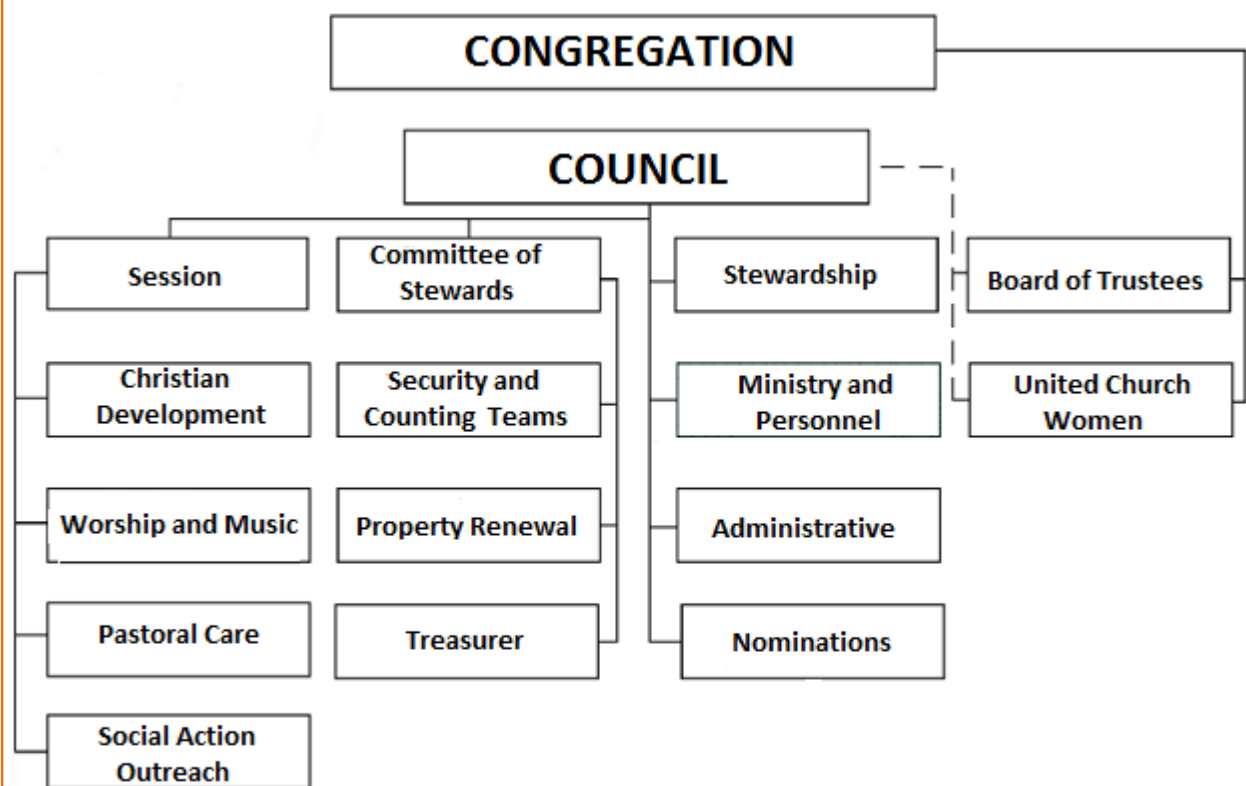 CONGREGATION
COUNCIL
Session
Committee of
Stewards
Stewardship
Board of Trustees
Christian
Development
Security and
Counting Teams
Ministry and
Personnel
United Church
Women
Worship and Music
Property Renewal
Administrative
Pastoral Care
Treasurer
Nominations
Social Action
Outreach